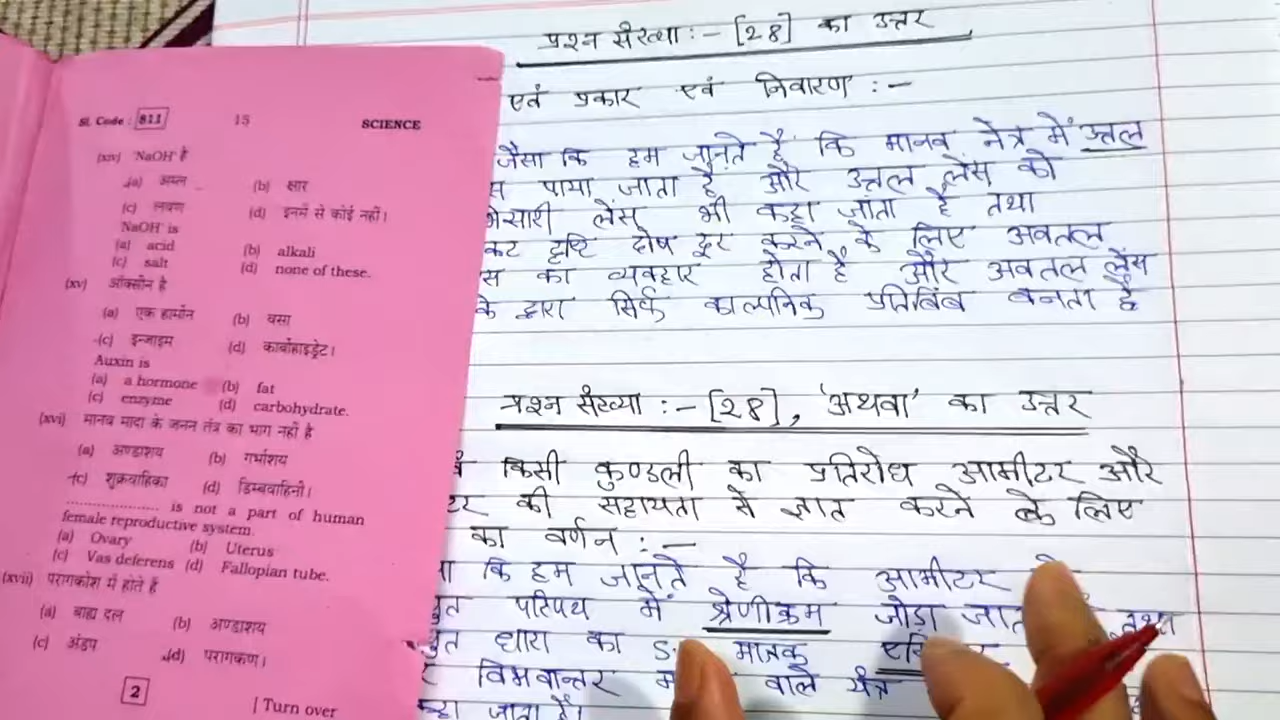 Sl. Code : 811 15 SCIENCE
(xiv) 'NaOH' है
(a) अम्ल (b) क्षार
(c) लवण (d) इनमें से कोई नहीं।
'NaOH' is
(a) acid (b) alkali
(c) salt (d) none of these.
(xv) ऑक्सीन है
(a) एक हार्मोन (b) वसा
(c) इन्जाइम (d) कार्बोहाइड्रेट।
Auxin is
(a) a hormone (b) fat
(c) enzyme (d) carbohydrate.
(xvi) मानव मादा के जनन तंत्र का भाग नहीं है
(a) अण्डाशय (b) गर्भाशय
(c) शुक्रवाहिका (d) डिम्बवाहिनी।
.................. is not a part of human
female reproductive system.
(a) Ovary (b) Uterus
(c) Vas deferens (d) Fallopian tube.
(xvii) परागकोश में होते हैं
(a) बाह्य दल (b) अण्डाशय
(c) अंडप (d) परागकण।
2
[ Turn over
प्रश्न संख्या :- [28] का उत्तर
एवं प्रकार एवं निवारण :-
जैसा कि हम जानते है कि मानव नेत्र में उत्तल
स पाया जाता है और उत्तल लेंस को
भिसारी लेंस भी कहा जाता है तथा
कट दृष्टि दोष दूर करने के लिए अवतल
स का व्यवहार होता है और अवतल लेंस
के द्वारा सिर्फ काल्पनिक प्रतिबिंब बनता है
प्रश्न संख्या :- [28], 'अथवा' का उत्तर
किसी कुण्डली का प्रतिरोध आमीटर और
टर की सहायता से ज्ञात करने के लिए
का वर्णन :-
कि हम जानते है कि आमीटर
परिपथ में श्रेणीक्रम जोड़ा तथा
धारा का S. मात्रक
विभवान्तर वाले यंत्र
जाता है।